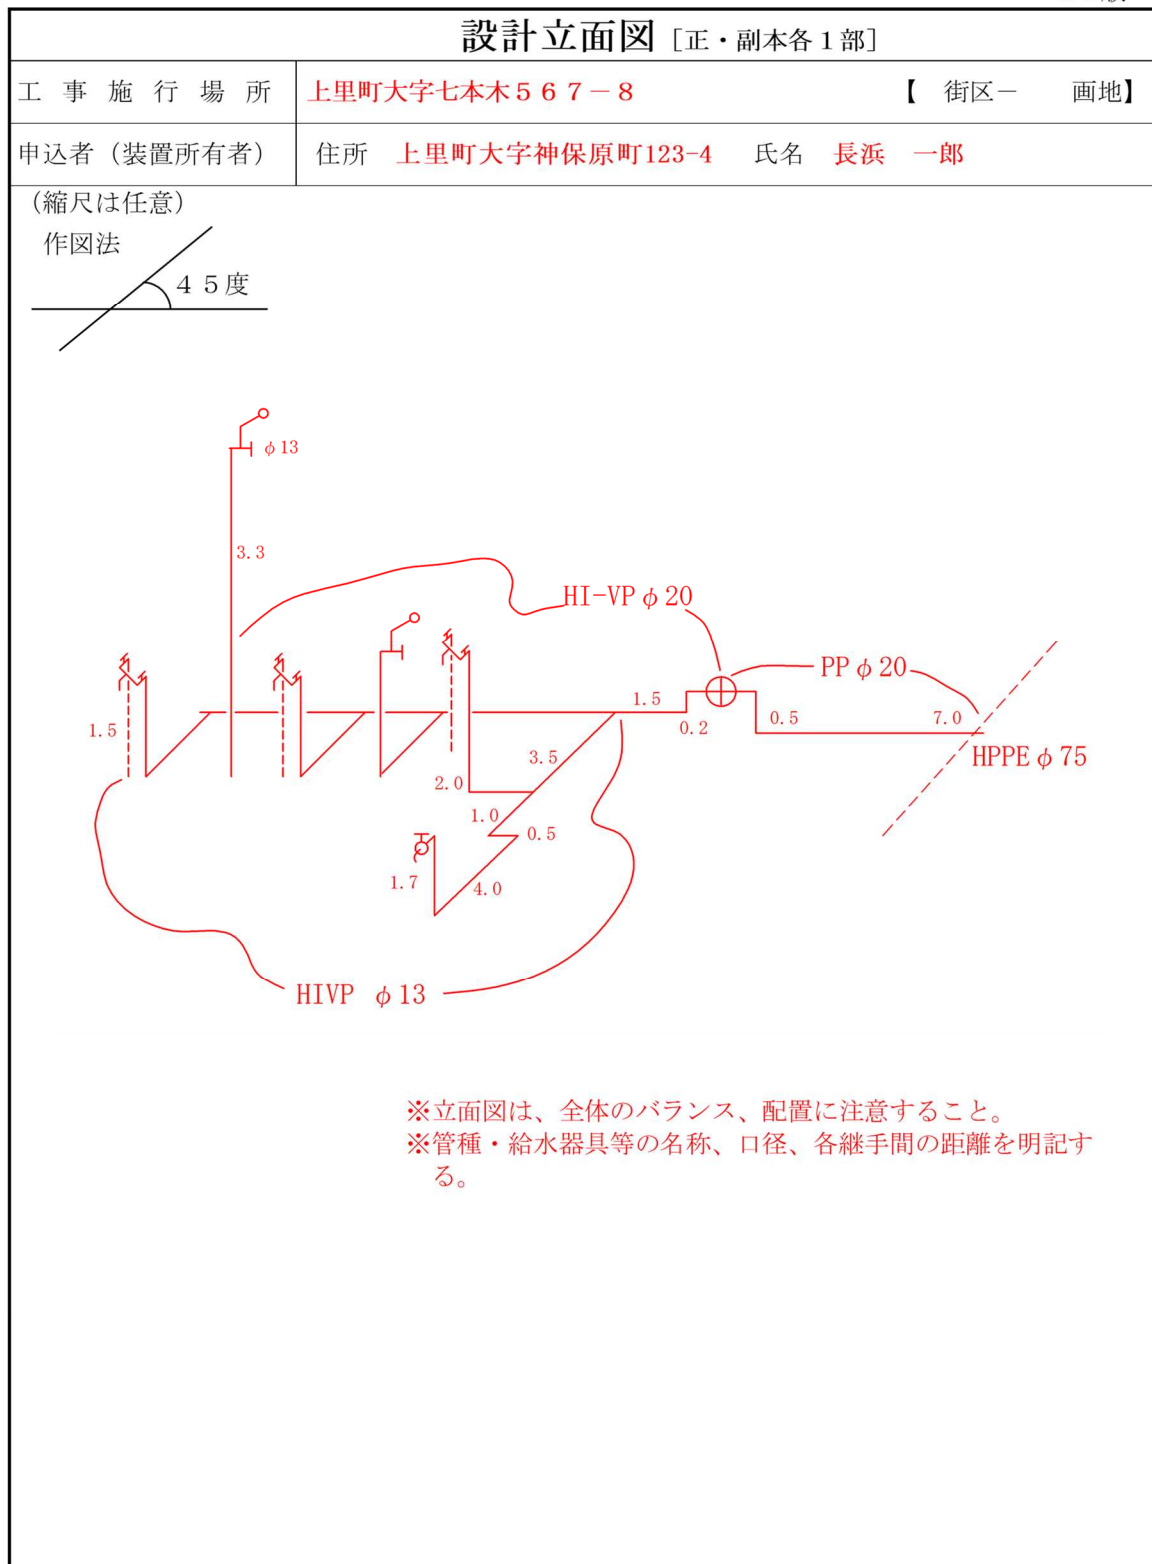 設計立面図［正・副本各１部］
工事施行場所 上里町大字七本木５６７－８ 【　街区－　　画地】
申込者（装置所有者） 住所 上里町大字神保原町123-4 氏名 長浜　一郎
（縮尺は任意）
作図法
４５度
φ13
3.3
HI-VPφ20
PPφ20
1.5
1.5
0.2
0.5
7.0
HPPEφ75
3.5
2.0
1.0
0.5
1.7
4.0
HIVP　φ13
※立面図は、全体のバランス、配置に注意すること。
※管種・給水器具等の名称、口径、各継手間の距離を明記す
る。